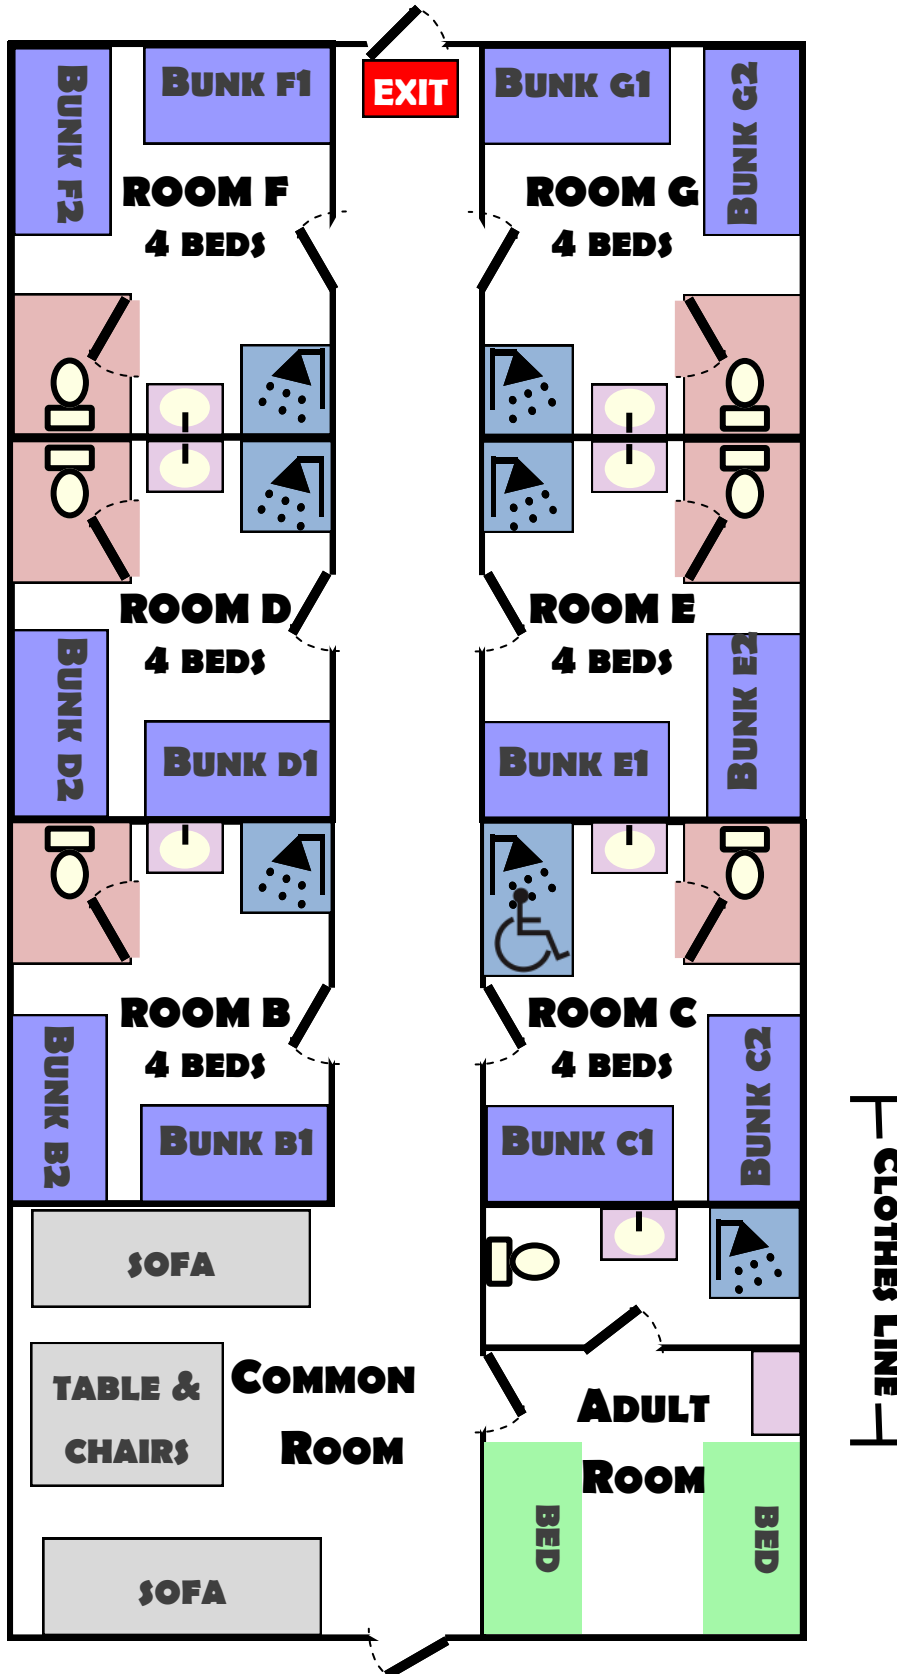 BUNK F2
BUNK F1
EXIT
BUNK G1
BUNK G2
ROOM F
4 BEDS
ROOM G
4 BEDS
ROOM D
4 BEDS
ROOM E
4 BEDS
BUNK D2
BUNK D1
BUNK E1
BUNK E2
ROOM B
4 BEDS
ROOM C
4 BEDS
BUNK B2
BUNK B1
BUNK C1
BUNK C2
SOFA
TABLE &
CHAIRS
COMMON
ROOM
ADULT
ROOM
BED
BED
SOFA
CLOTHES LINE